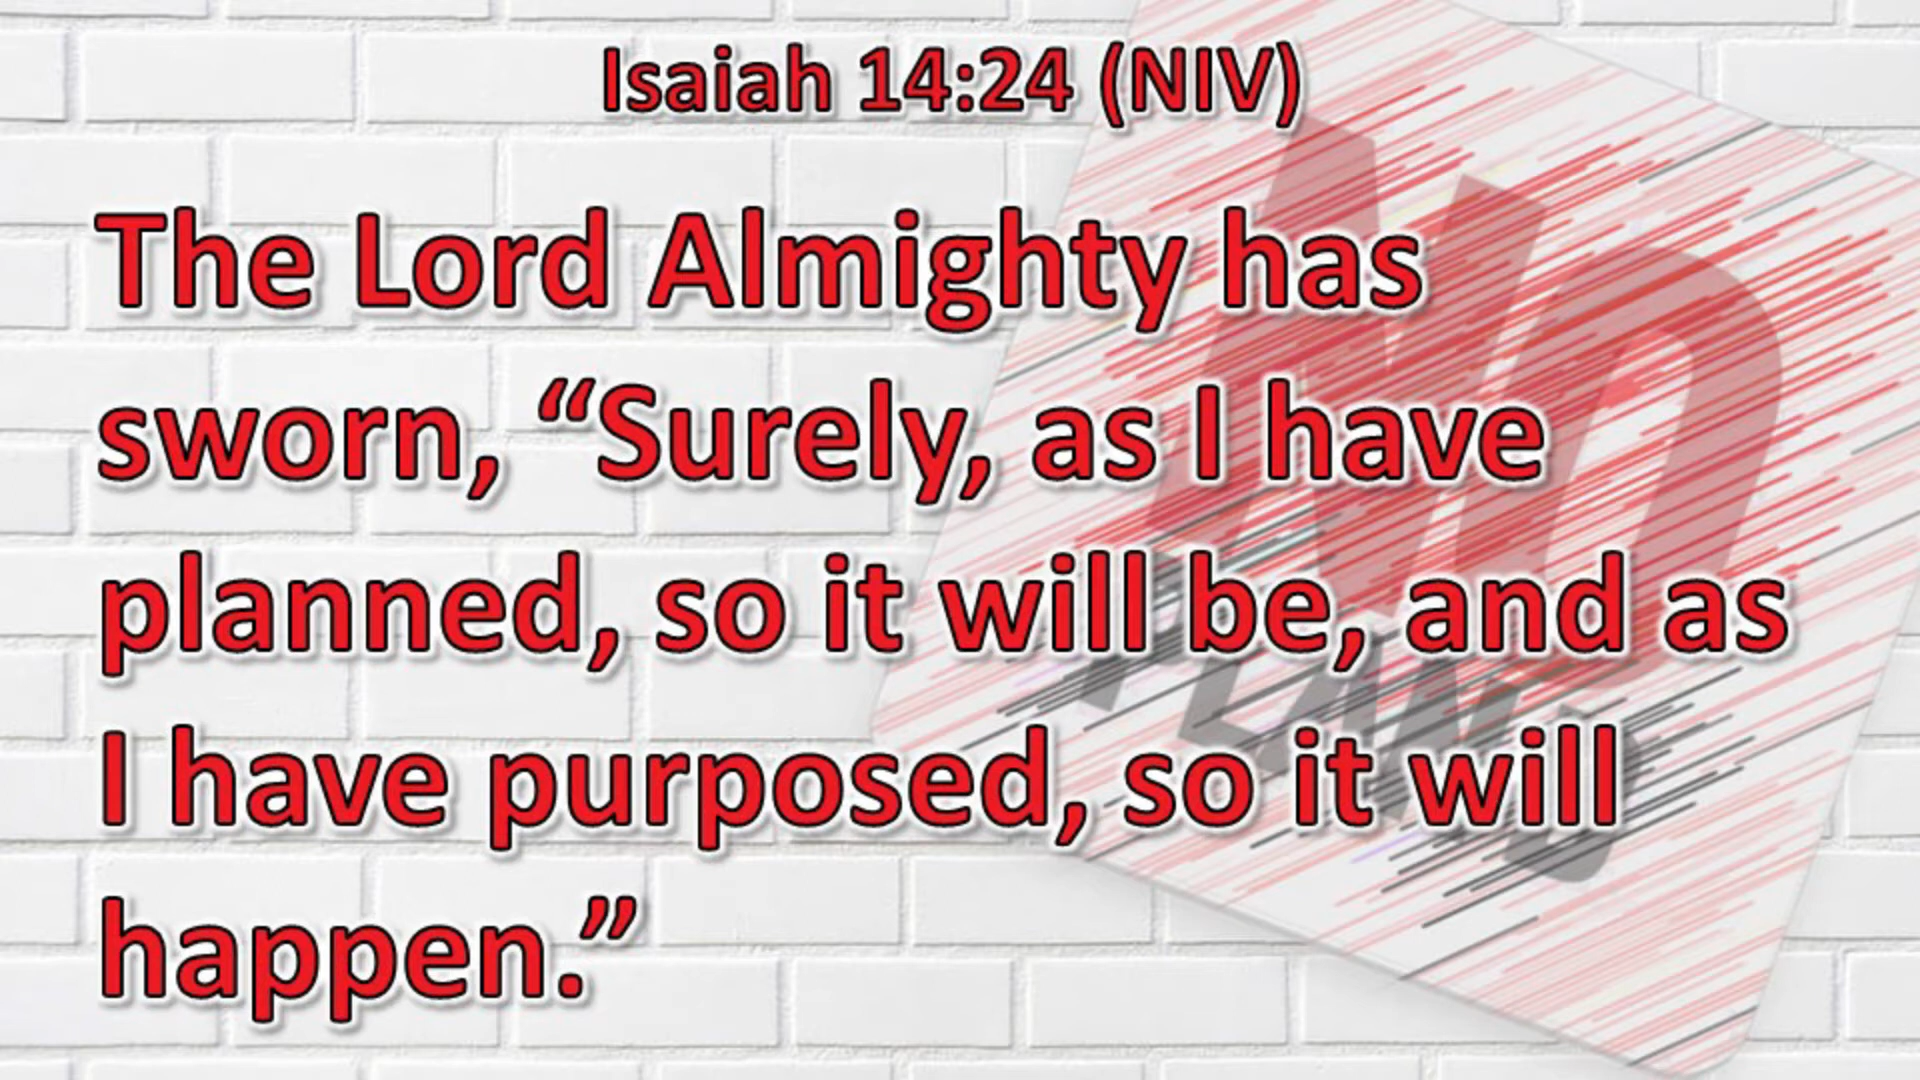 Isaiah 14:24 (NIV)
The Lord Almighty has
sworn, “Surely, as I have
planned, so it will be, and as
I have purposed, so it will
happen.”
NO